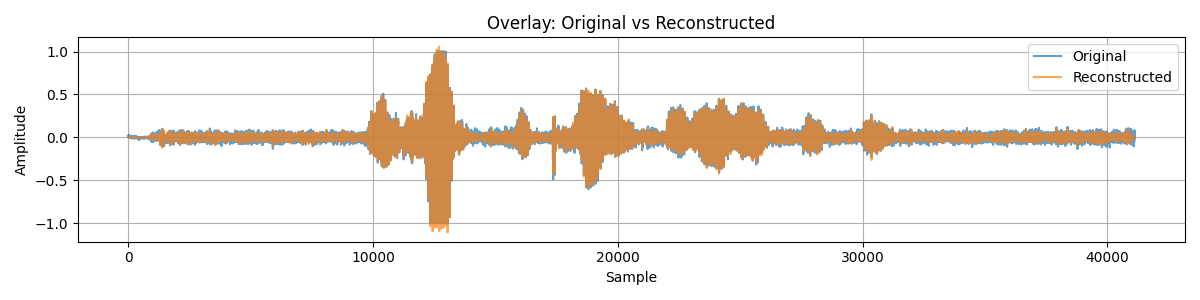 Overlay: Original vs Reconstructed
Original
Reconstructed
Amplitude
1.0
0.5
0.0
−0.5
−1.0
0 10000 20000 30000 40000
Sample